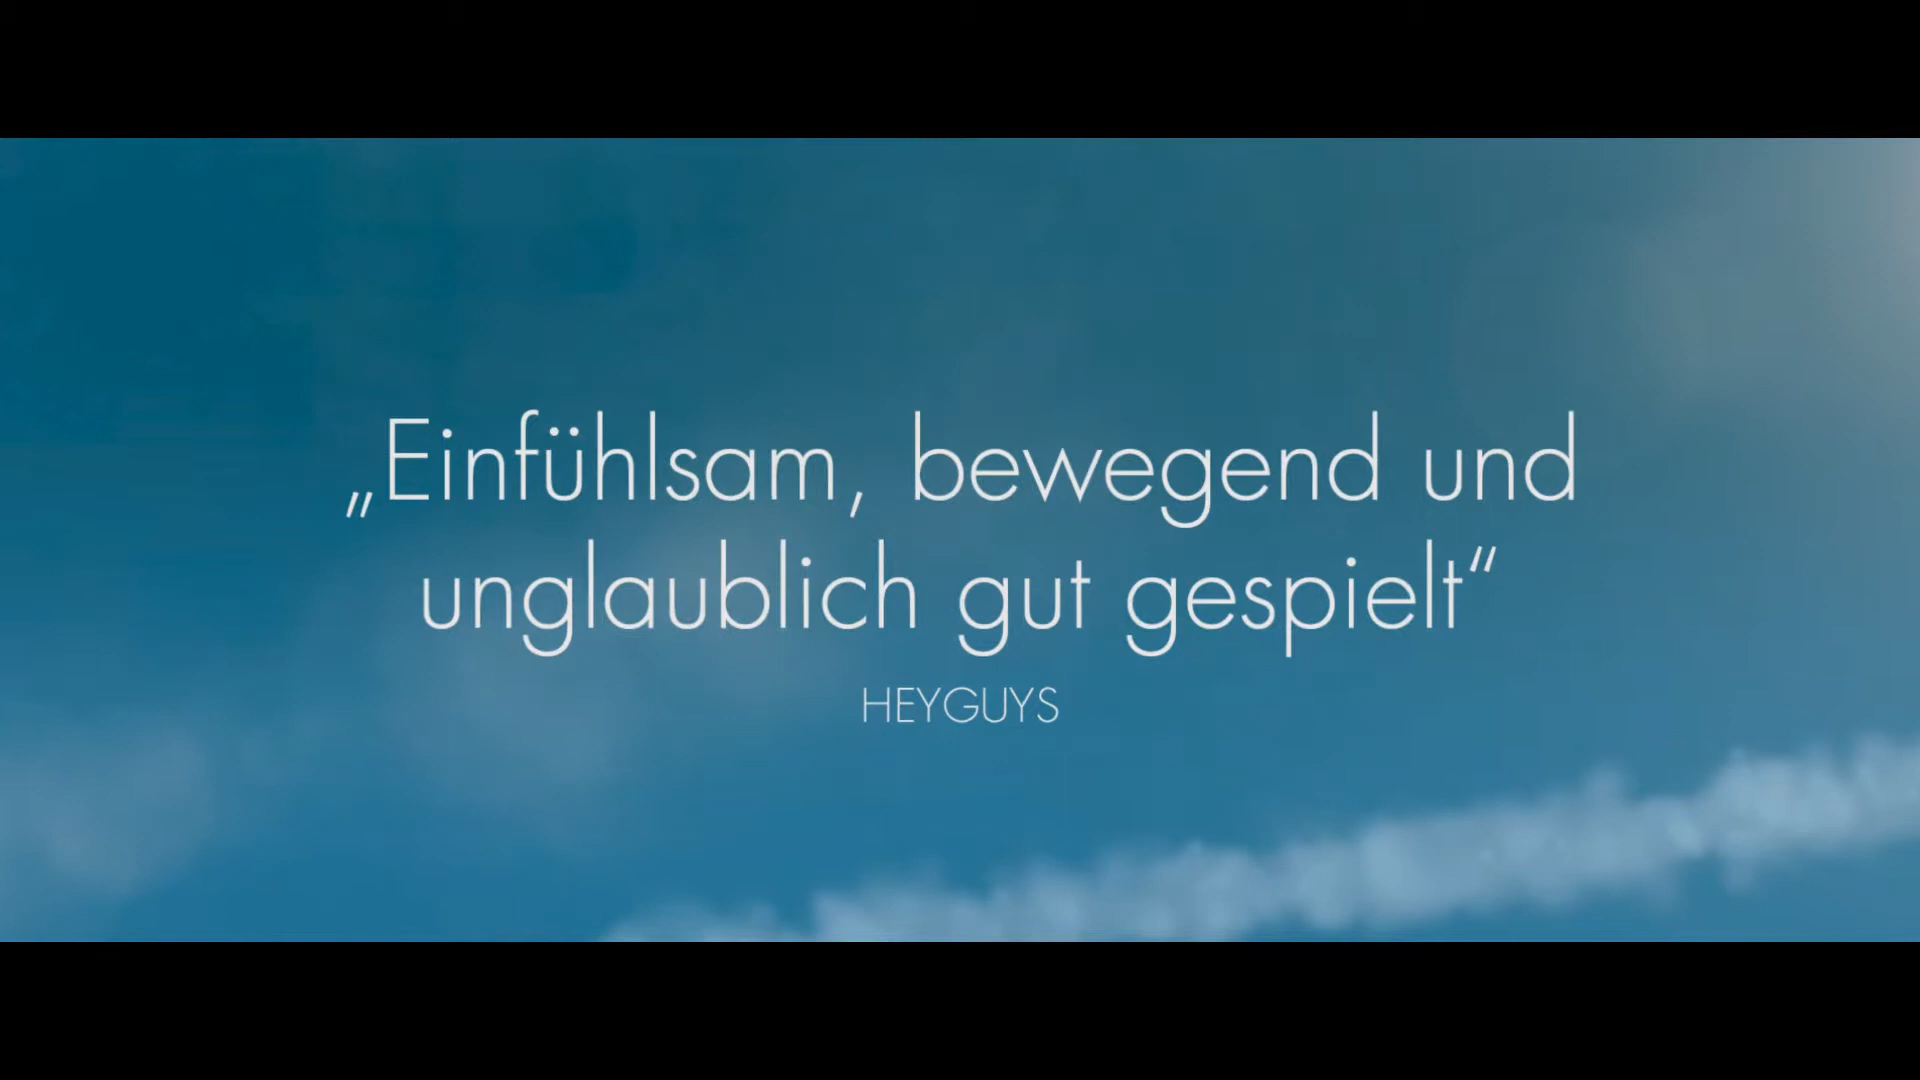 „Einfühlsam, bewegend und
unglaublich gut gespielt“
HEYGUYS